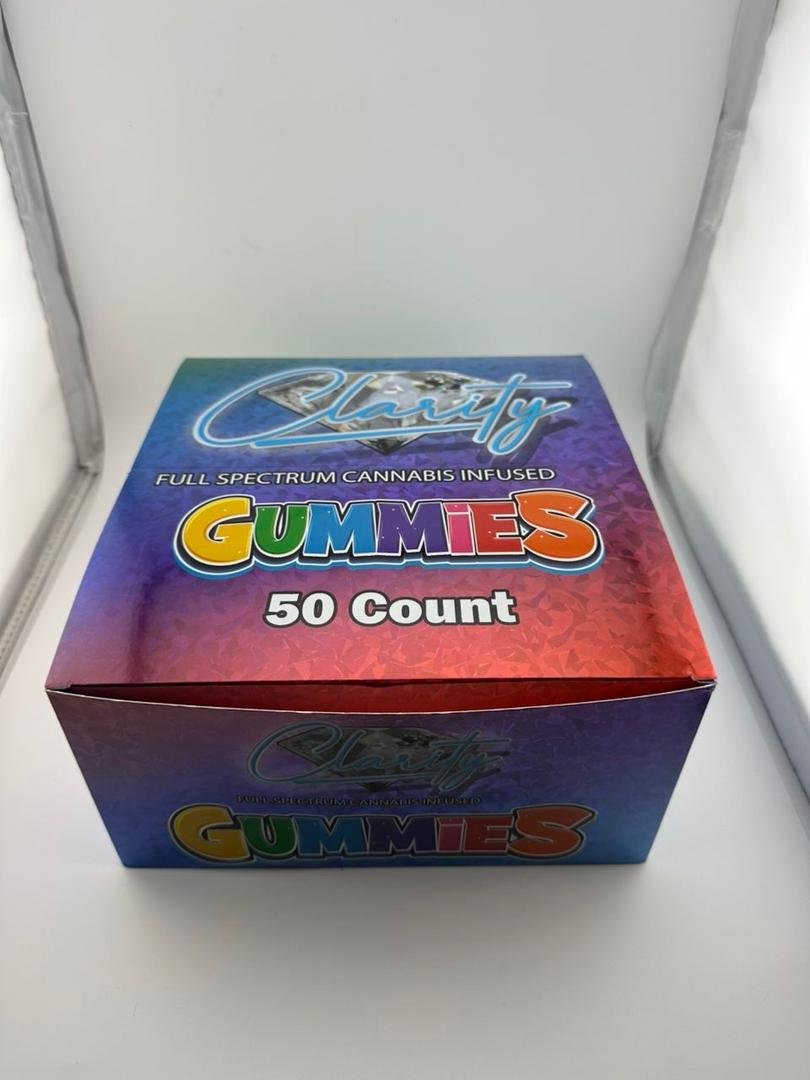 Clarity
FULL SPECTRUM CANNABIS INFUSED
GUMMiES
50 Count
Clarity
FULL SPECTRUM CANNABIS INFUSED
GUMMiES